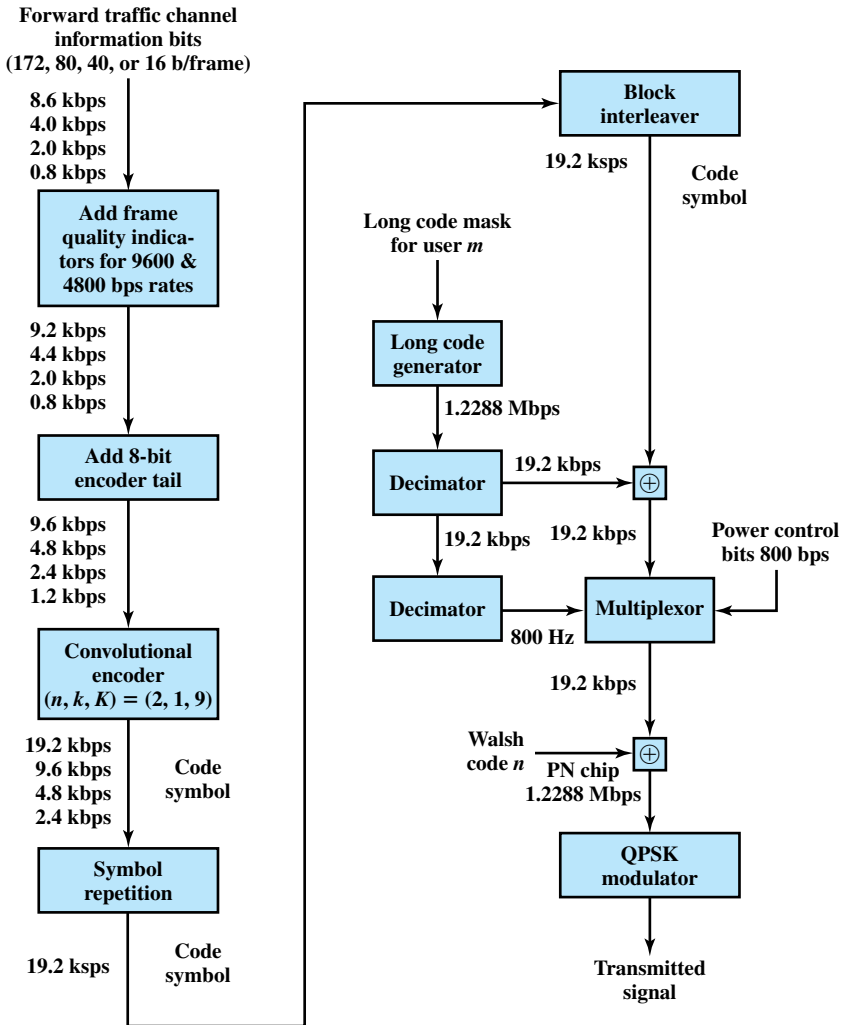 Forward traffic channel
information bits
(172, 80, 40, or 16 b/frame)
8.6 kbps
4.0 kbps
2.0 kbps
0.8 kbps
Add frame
quality indica-
tors for 9600 &
4800 bps rates
9.2 kbps
4.4 kbps
2.0 kbps
0.8 kbps
Add 8-bit
encoder tail
9.6 kbps
4.8 kbps
2.4 kbps
1.2 kbps
Convolutional
encoder
(n, k, K) = (2, 1, 9)
19.2 kbps
9.6 kbps
4.8 kbps
2.4 kbps
Code
symbol
Symbol
repetition
19.2 ksps
Code
symbol
Block
interleaver
19.2 ksps
Code
symbol
Long code mask
for user m
Long code
generator
1.2288 Mbps
Decimator
19.2 kbps
⊕
19.2 kbps
19.2 kbps
Power control
bits 800 bps
Decimator
800 Hz
Multiplexor
19.2 kbps
Walsh
code n
PN chip
1.2288 Mbps
⊕
QPSK
modulator
Transmitted
signal